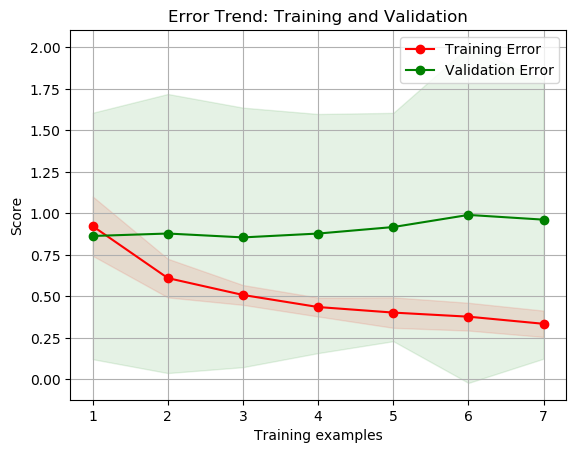 Error Trend: Training and Validation
2.00
1.75
1.50
1.25
1.00
0.75
0.50
0.25
0.00
Score
Training Error
Validation Error
1 2 3 4 5 6 7
Training examples